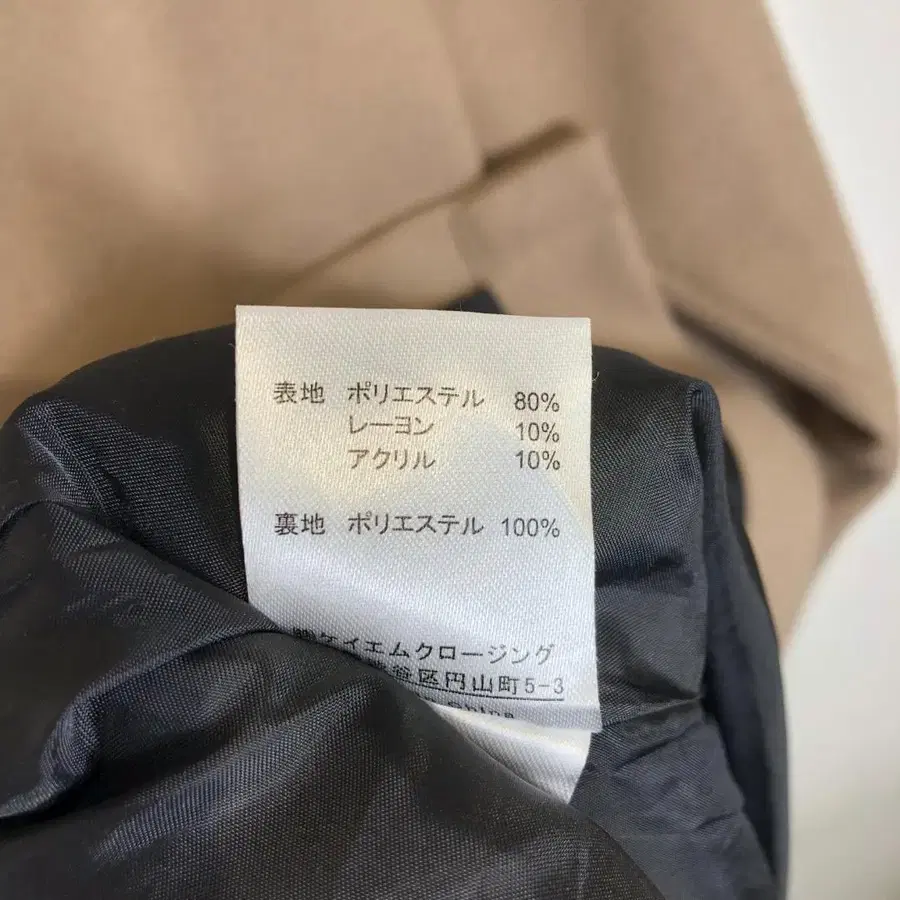 表地 ポリエステル 80%
レーヨン 10%
アクリル 10%
裏地 ポリエステル 100%
ケイエムクロージング
谷区円山町5-3